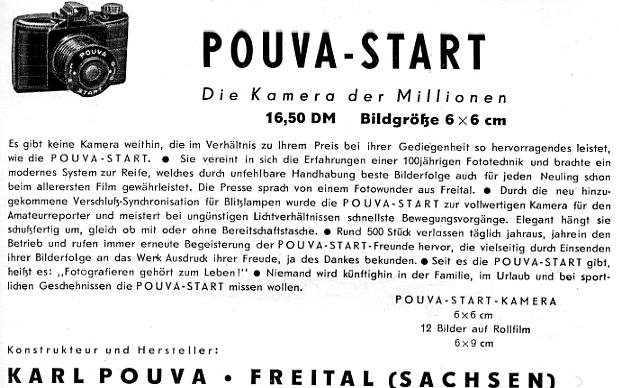 POUVA
START
POUVA-START
Die Kamera der Millionen
16,50 DM Bildgröße 6×6 cm
Es gibt keine Kamera weithin, die im Verhältnis zu Ihrem Preis bei ihrer Gediegenheit so hervorragendes leistet,
wie die POUVA-START. ● Sie vereint in sich die Erfahrungen einer 100jährigen Fototechnik und brachte ein
modernes System zur Reife, welches durch unfehlbare Handhabung beste Bilderfolge auch für jeden Neuling schon
beim allerersten Film gewährleistet. Die Presse sprach von einem Fotowunder aus Freital. ● Durch die neu hinzu-
gekommene Verschluß-Synchronisation für Blitzlampen wurde die POUVA-START zur vollwertigen Kamera für den
Amateurreporter und meistert bei ungünstigen Lichtverhältnissen schnellste Bewegungsvorgänge. Elegant hängt sie
schußfertig um, gleich ob mit oder ohne Bereitschaftstasche. ● Rund 500 Stück verlassen täglich jahraus, jahrein den
Betrieb und rufen immer erneute Begeisterung der POUVA-START-Freunde hervor, die vielseitig durch Einsenden
ihrer Bilderfolge an das Werk Ausdruck ihrer Freude, ja des Dankes bekunden. ● Seit es die POUVA-START gibt,
heißt es: „Fotografieren gehört zum Leben!" ● Niemand wird künftighin in der Familie, im Urlaub und bei sport-
lichen Geschehnissen die POUVA-START missen wollen.
POUVA-START-KAMERA
6×6 cm
12 Bilder auf Rollfilm
6×9 cm
Konstrukteur und Hersteller:
KARL POUVA · FREITAL (SACHSEN)